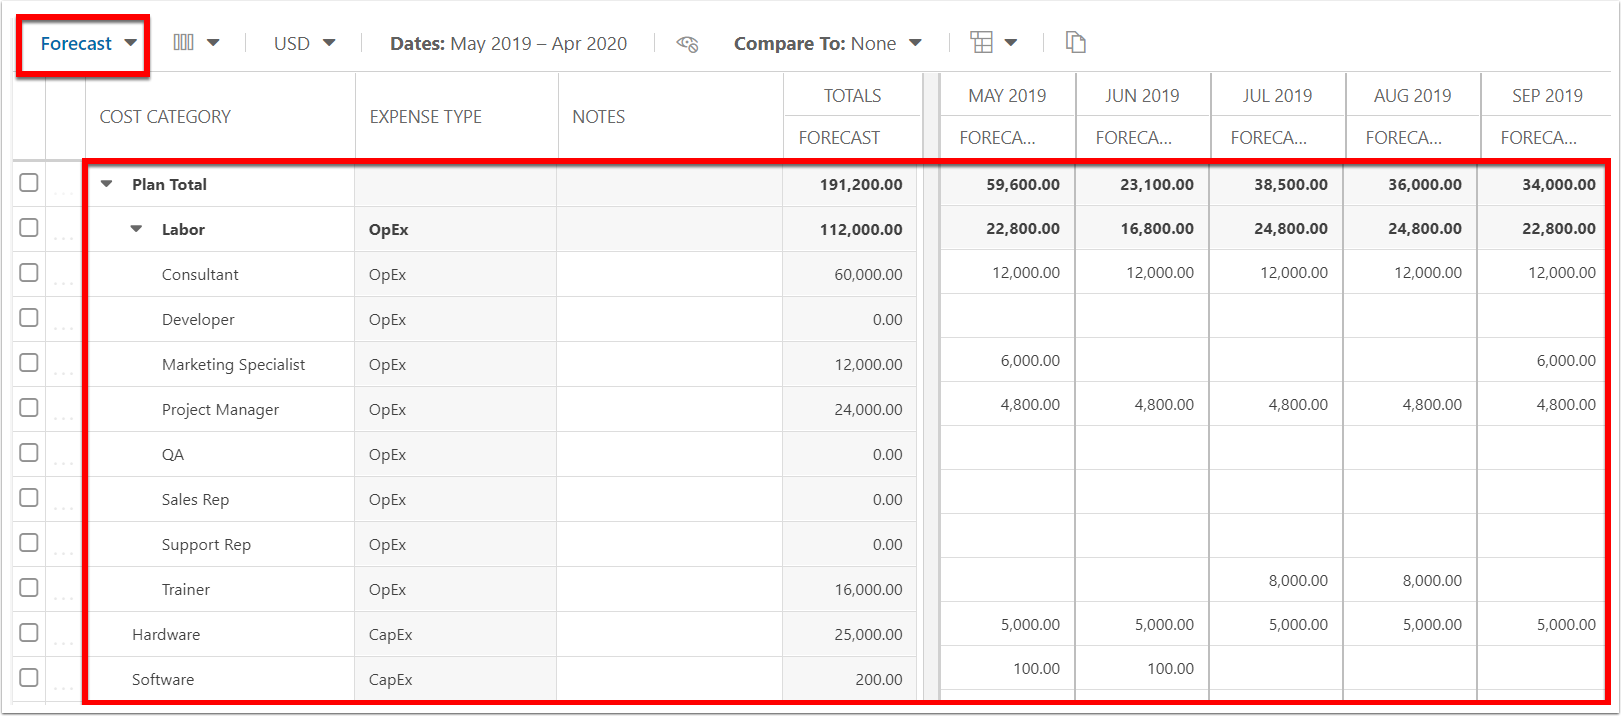 Forecast USD Dates: May 2019 – Apr 2020 Compare To: None
COST CATEGORY EXPENSE TYPE NOTES TOTALS MAY 2019 JUN 2019 JUL 2019 AUG 2019 SEP 2019
FORECAST FORECA... FORECA... FORECA... FORECA... FORECA...
... Plan Total 191,200.00 59,600.00 23,100.00 38,500.00 36,000.00 34,000.00
... Labor OpEx 112,000.00 22,800.00 16,800.00 24,800.00 24,800.00 22,800.00
... Consultant OpEx 60,000.00 12,000.00 12,000.00 12,000.00 12,000.00 12,000.00
... Developer OpEx 0.00
... Marketing Specialist OpEx 12,000.00 6,000.00 6,000.00
... Project Manager OpEx 24,000.00 4,800.00 4,800.00 4,800.00 4,800.00 4,800.00
... QA OpEx 0.00
... Sales Rep OpEx 0.00
... Support Rep OpEx 0.00
... Trainer OpEx 16,000.00 8,000.00 8,000.00
... Hardware CapEx 25,000.00 5,000.00 5,000.00 5,000.00 5,000.00 5,000.00
... Software CapEx 200.00 100.00 100.00